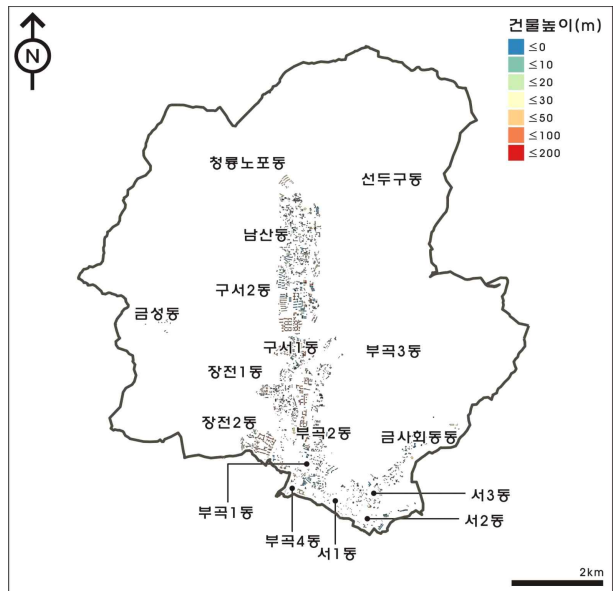 N
건물높이(m)
≤0
≤10
≤20
≤30
≤50
≤100
≤200
청룡노포동
선두구동
남산동
구서2동
금성동
구서1동
부곡3동
장전1동
장전2동
부곡2동
금사회동동
서3동
부곡1동
서2동
부곡4동
서1동
2km